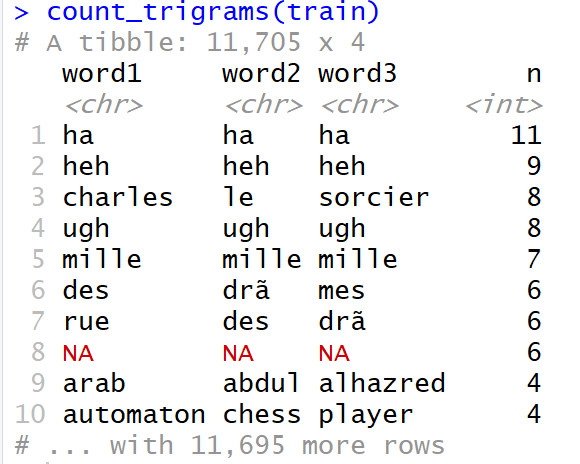 > count_trigrams(train)
# A tibble: 11,705 x 4
word1 word2 word3 n
<chr> <chr> <chr> <int>
1 ha ha ha 11
2 heh heh heh 9
3 charles le sorcier 8
4 ugh ugh ugh 8
5 mille mille mille 7
6 des drã mes 6
7 rue des drã 6
8 NA NA NA 6
9 arab abdul alhazred 4
10 automaton chess player 4
# ... with 11,695 more rows